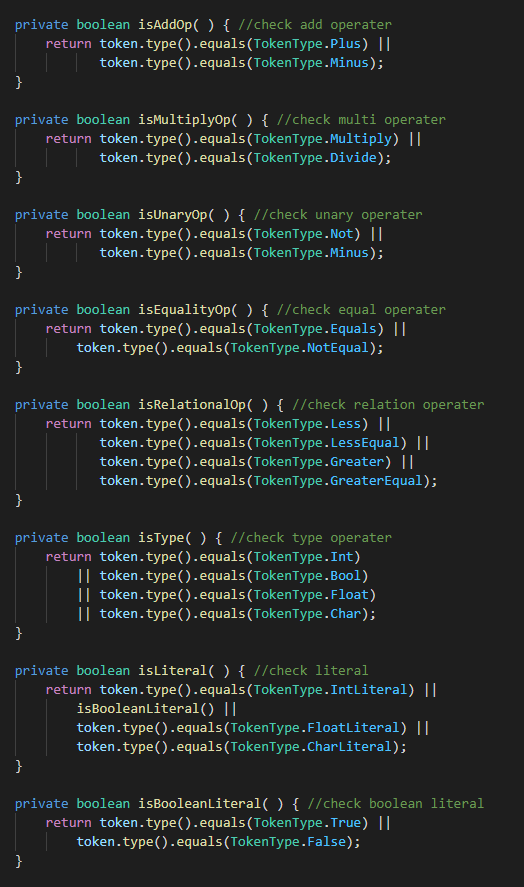 private boolean isAddOp( ) { //check add operater
    return token.type().equals(TokenType.Plus) ||
           token.type().equals(TokenType.Minus);
}

private boolean isMultiplyOp( ) { //check multi operater
    return token.type().equals(TokenType.Multiply) ||
           token.type().equals(TokenType.Divide);
}

private boolean isUnaryOp( ) { //check unary operater
    return token.type().equals(TokenType.Not) ||
           token.type().equals(TokenType.Minus);
}

private boolean isEqualityOp( ) { //check equal operater
    return token.type().equals(TokenType.Equals) ||
        token.type().equals(TokenType.NotEqual);
}

private boolean isRelationalOp( ) { //check relation operater
    return token.type().equals(TokenType.Less) ||
           token.type().equals(TokenType.LessEqual) ||
           token.type().equals(TokenType.Greater) ||
           token.type().equals(TokenType.GreaterEqual);
}

private boolean isType( ) { //check type operater
    return token.type().equals(TokenType.Int)
        || token.type().equals(TokenType.Bool)
        || token.type().equals(TokenType.Float)
        || token.type().equals(TokenType.Char);
}

private boolean isLiteral( ) { //check literal
    return token.type().equals(TokenType.IntLiteral) ||
        isBooleanLiteral() ||
        token.type().equals(TokenType.FloatLiteral) ||
        token.type().equals(TokenType.CharLiteral);
}

private boolean isBooleanLiteral( ) { //check boolean literal
    return token.type().equals(TokenType.True) ||
        token.type().equals(TokenType.False);
}